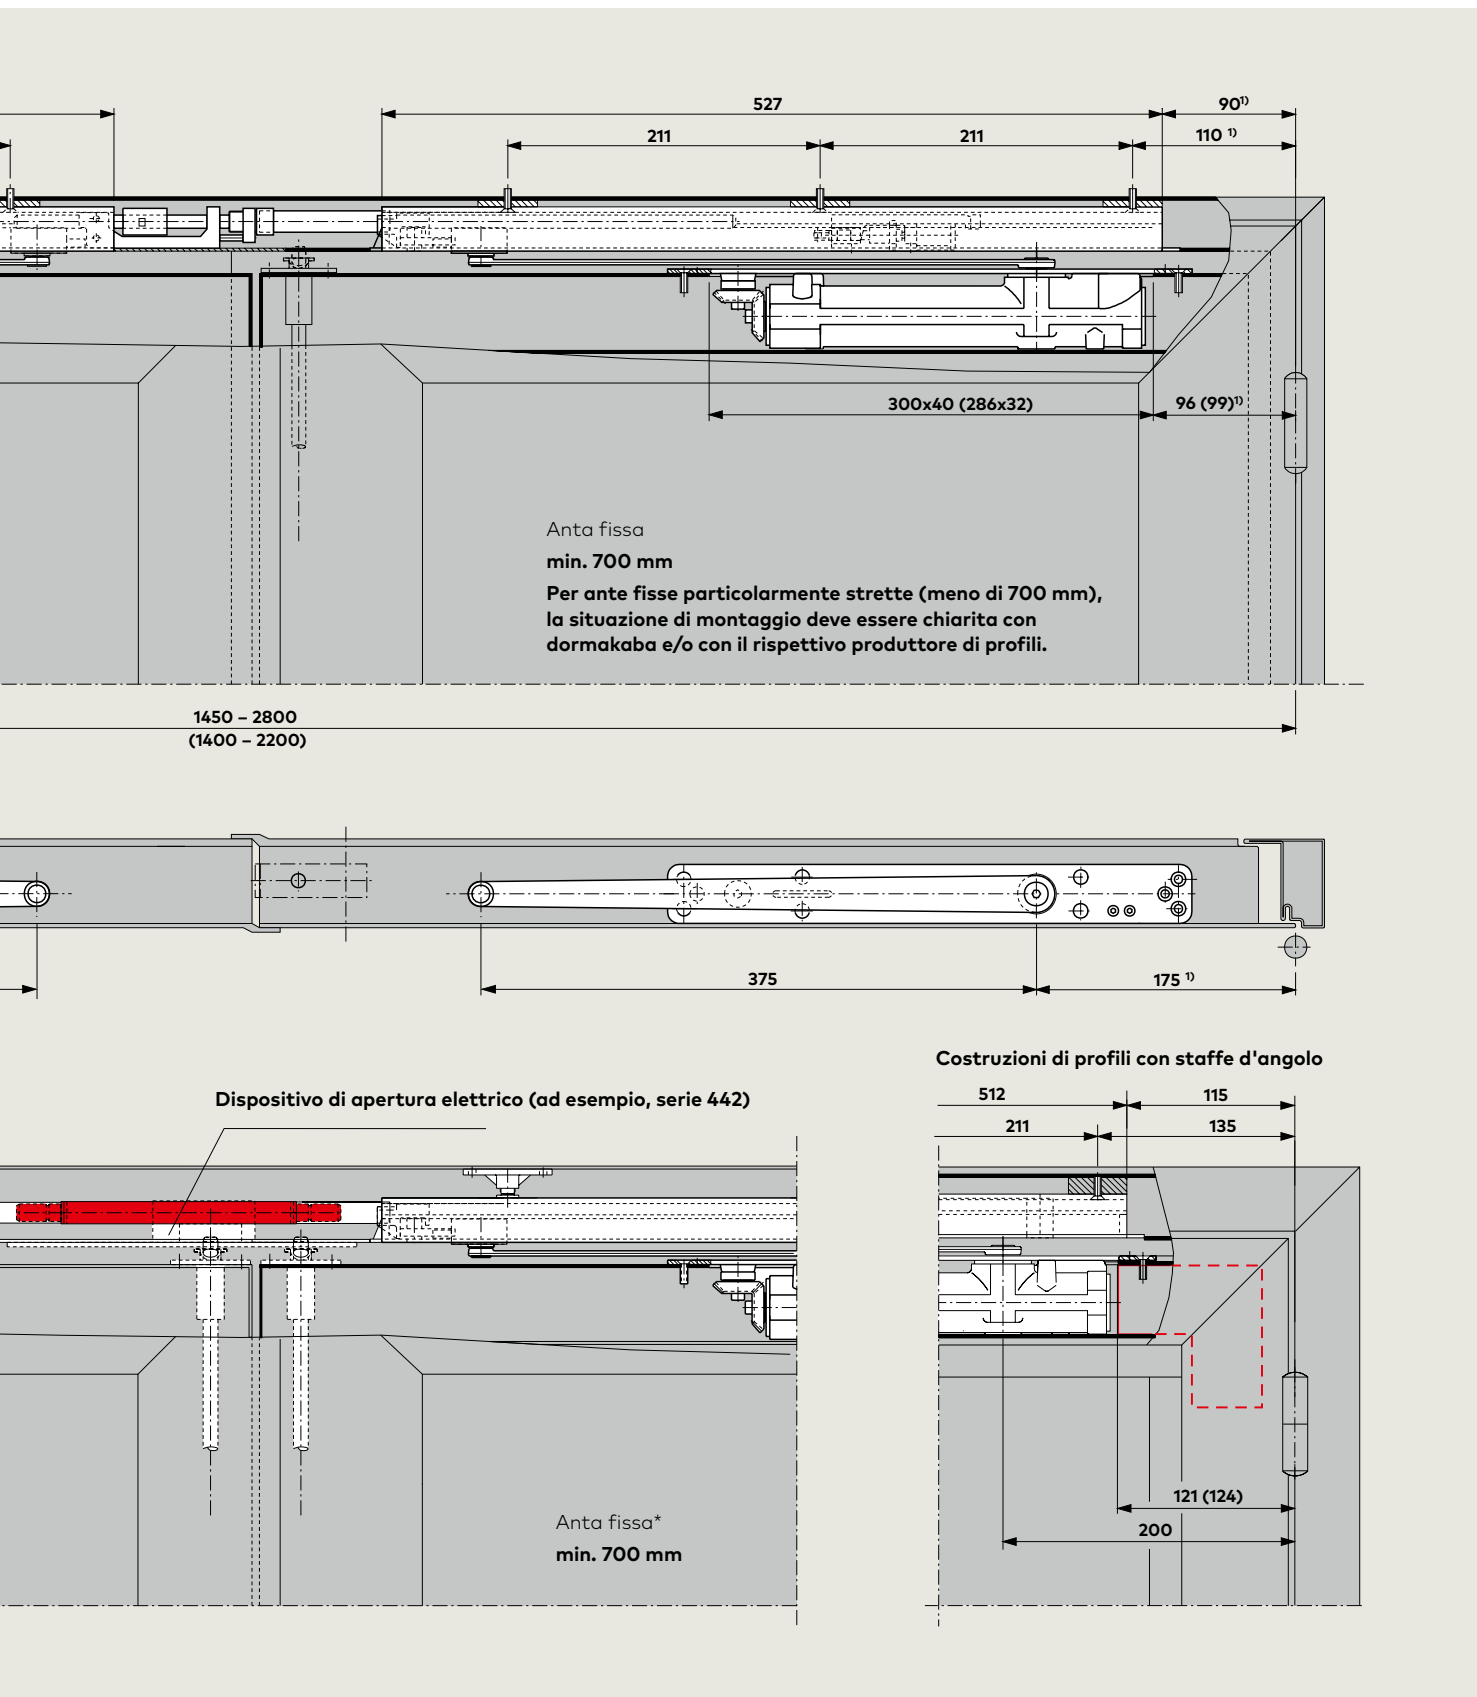 527
90¹⁾
211
211
110 ¹⁾
300x40 (286x32)
96 (99)¹⁾
Anta fissa
min. 700 mm
Per ante fisse particolarmente strette (meno di 700 mm),
la situazione di montaggio deve essere chiarita con
dormakaba e/o con il rispettivo produttore di profili.
1450 – 2800
(1400 – 2200)
375
175 ¹⁾
Costruzioni di profili con staffe d'angolo
Dispositivo di apertura elettrico (ad esempio, serie 442)
512
115
211
135
121 (124)
200
Anta fissa*
min. 700 mm